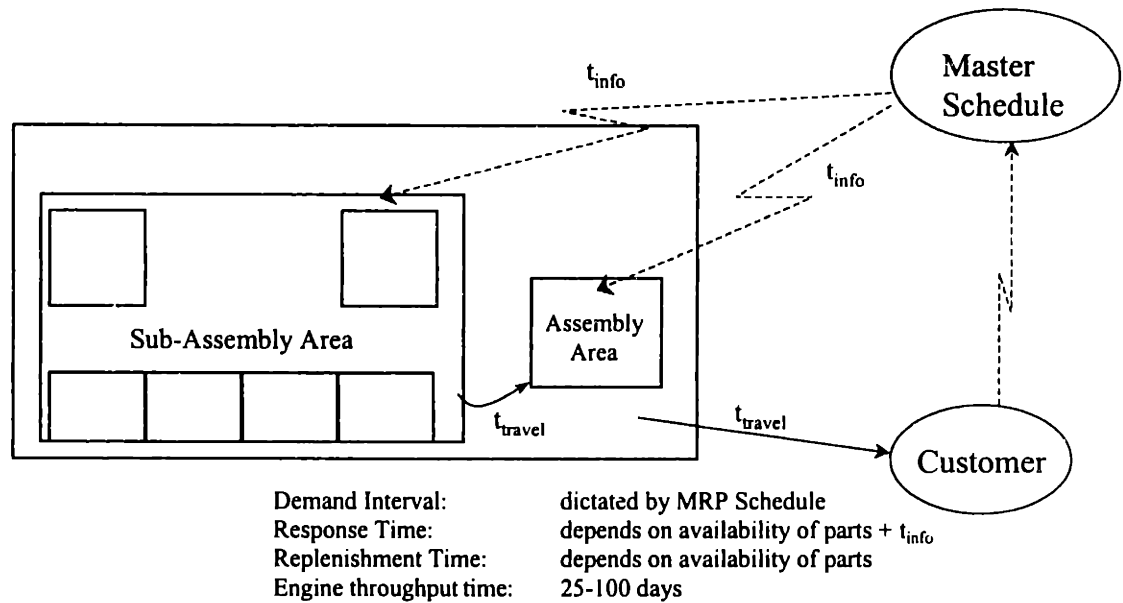 t_info
Master
Schedule
t_info
Assembly
Area
Sub-Assembly Area
t_travel
t_travel
Customer
Demand Interval: dictated by MRP Schedule
Response Time: depends on availability of parts + t_info
Replenishment Time: depends on availability of parts
Engine throughput time: 25-100 days